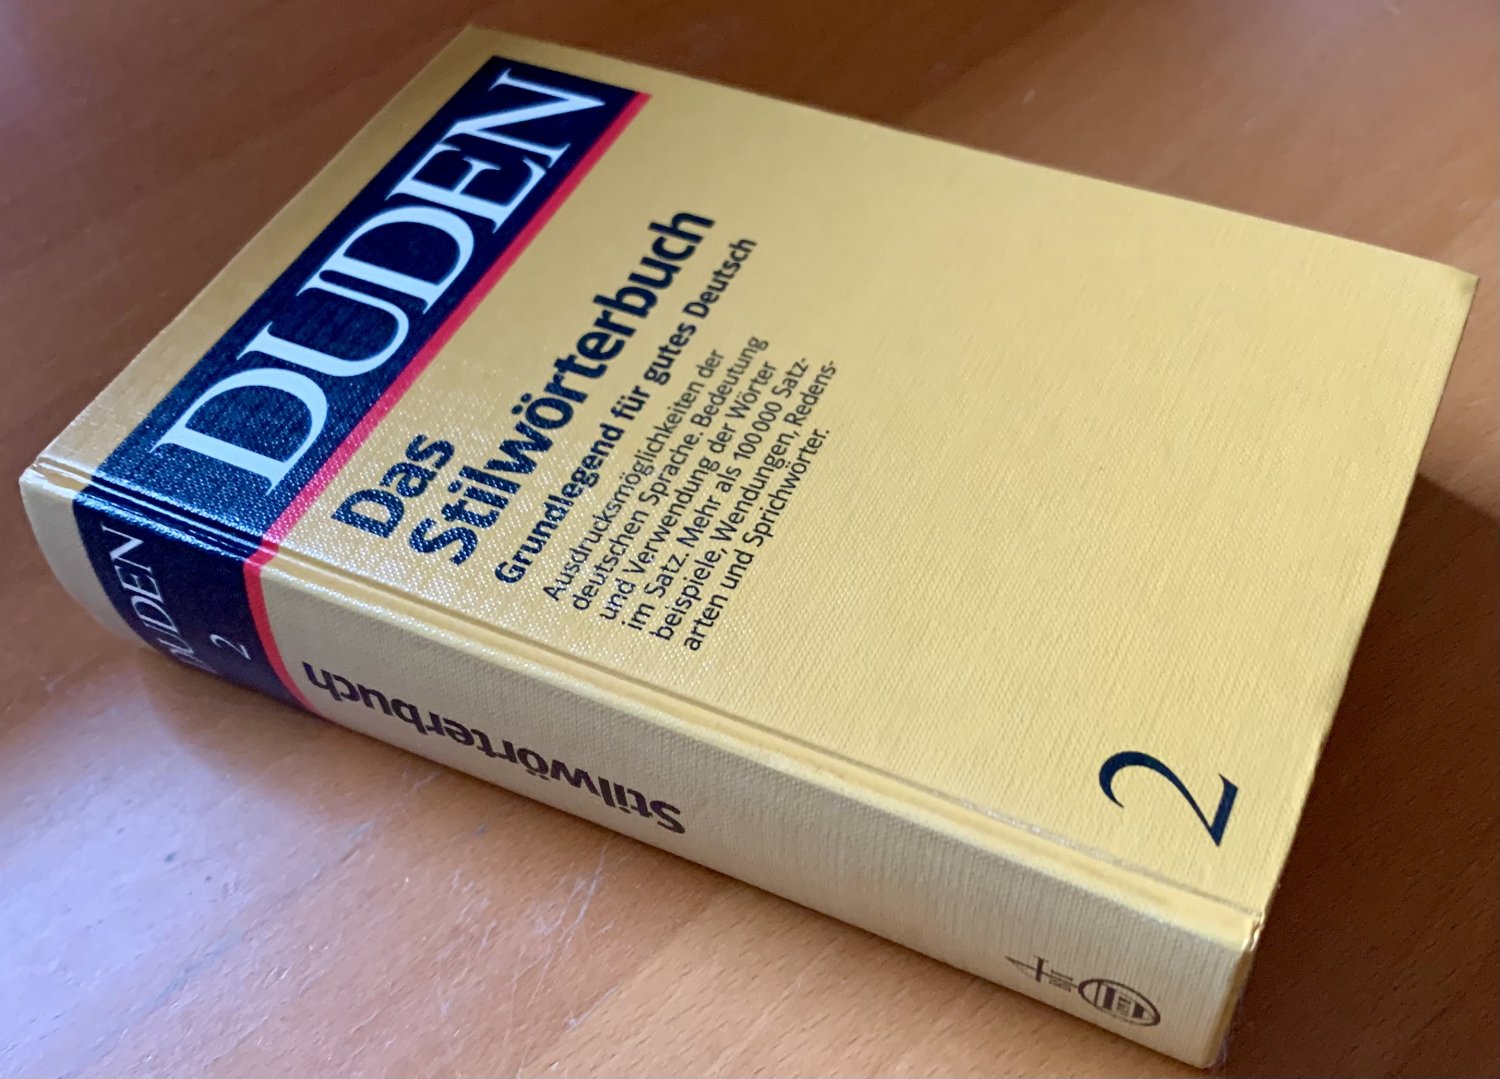 DUDEN
Das
Stilwörterbuch
Grundlegend für gutes Deutsch
Ausdrucksmöglichkeiten der
deutschen Sprache. Bedeutung
und Verwendung der Wörter
im Satz. Mehr als 100 000 Satz-
beispiele, Wendungen, Redens-
arten und Sprichwörter.
2
DUDEN
2
Stilwörterbuch